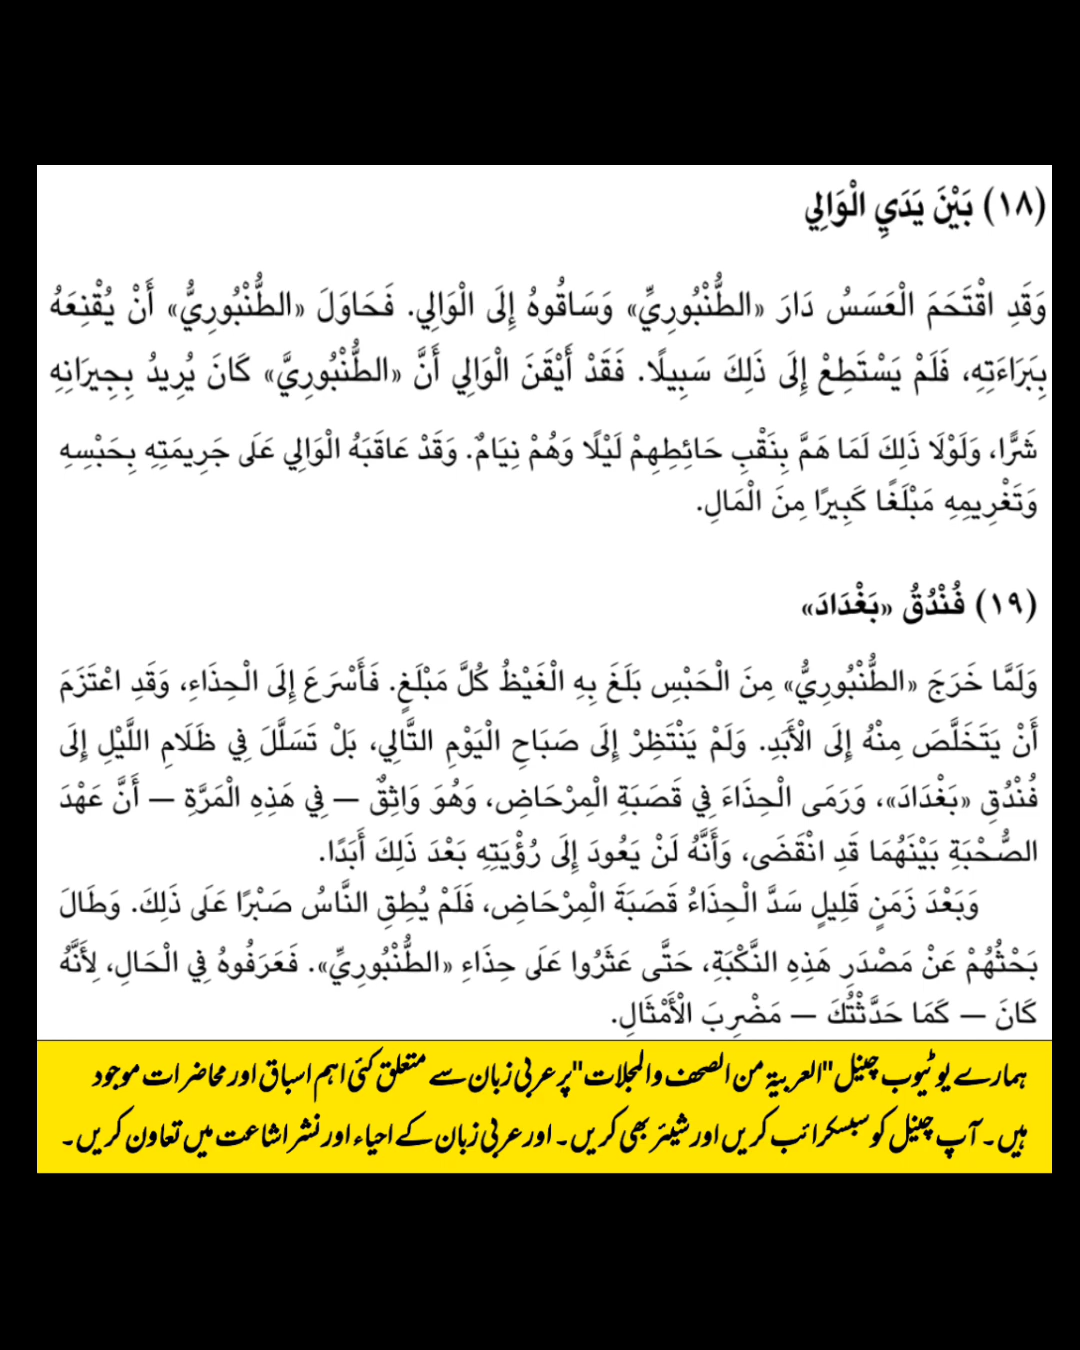 (١٨) بَيْنَ يَدَيِ الْوَالِي
وَقَدِ اقْتَحَمَ الْعَسَسُ دَارَ «الطُّنْبُورِيِّ» وَسَاقُوهُ إِلَى الْوَالِي. فَحَاوَلَ «الطُّنْبُورِيُّ» أَنْ يُقْنِعَهُ
بِبَرَاءَتِهِ، فَلَمْ يَسْتَطِعْ إِلَى ذَلِكَ سَبِيلًا. فَقَدْ أَيْقَنَ الْوَالِي أَنَّ «الطُّنْبُورِيَّ» كَانَ يُرِيدُ بِجِيرَانِهِ
شَرًّا، وَلَوْلَا ذَلِكَ لَمَا هَمَّ بِنَقْبِ حَائِطِهِمْ لَيْلًا وَهُمْ نِيَامٌ. وَقَدْ عَاقَبَهُ الْوَالِي عَلَى جَرِيمَتِهِ بِحَبْسِهِ
وَتَغْرِيمِهِ مَبْلَغًا كَبِيرًا مِنَ الْمَالِ.
(١٩) فُنْدُقُ «بَغْدَادَ»
وَلَمَّا خَرَجَ «الطُّنْبُورِيُّ» مِنَ الْحَبْسِ بَلَغَ بِهِ الْغَيْظُ كُلَّ مَبْلَغٍ. فَأَسْرَعَ إِلَى الْحِذَاءِ، وَقَدِ اعْتَزَمَ
أَنْ يَتَخَلَّصَ مِنْهُ إِلَى الْأَبَدِ. وَلَمْ يَنْتَظِرْ إِلَى صَبَاحِ الْيَوْمِ التَّالِي، بَلْ تَسَلَّلَ فِي ظَلَامِ اللَّيْلِ إِلَى
فُنْدُقِ «بَغْدَادَ»، وَرَمَى الْحِذَاءَ فِي قَصَبَةِ الْمِرْحَاضِ، وَهُوَ وَاثِقٌ — فِي هَذِهِ الْمَرَّةِ — أَنَّ عَهْدَ
الصُّحْبَةِ بَيْنَهُمَا قَدِ انْقَضَى، وَأَنَّهُ لَنْ يَعُودَ إِلَى رُؤْيَتِهِ بَعْدَ ذَلِكَ أَبَدًا.
وَبَعْدَ زَمَنٍ قَلِيلٍ سَدَّ الْحِذَاءُ قَصَبَةَ الْمِرْحَاضِ، فَلَمْ يُطِقِ النَّاسُ صَبْرًا عَلَى ذَلِكَ. وَطَالَ
بَحْثُهُمْ عَنْ مَصْدَرِ هَذِهِ النَّكْبَةِ، حَتَّى عَثَرُوا عَلَى حِذَاءِ «الطُّنْبُورِيِّ». فَعَرَفُوهُ فِي الْحَالِ، لِأَنَّهُ
كَانَ — كَمَا حَدَّثْتُكَ — مَضْرِبَ الْأَمْثَالِ.
ہمارے یوٹیوب چینل "العربیۃ من الصحف والمجلات" پر عربی زبان سے متعلق کئی اہم اسباق اور محاضرات موجود
ہیں۔ آپ چینل کو سبسکرائب کریں اور شیئر بھی کریں۔ اور عربی زبان کے احیاء اور نشر اشاعت میں تعاون کریں۔